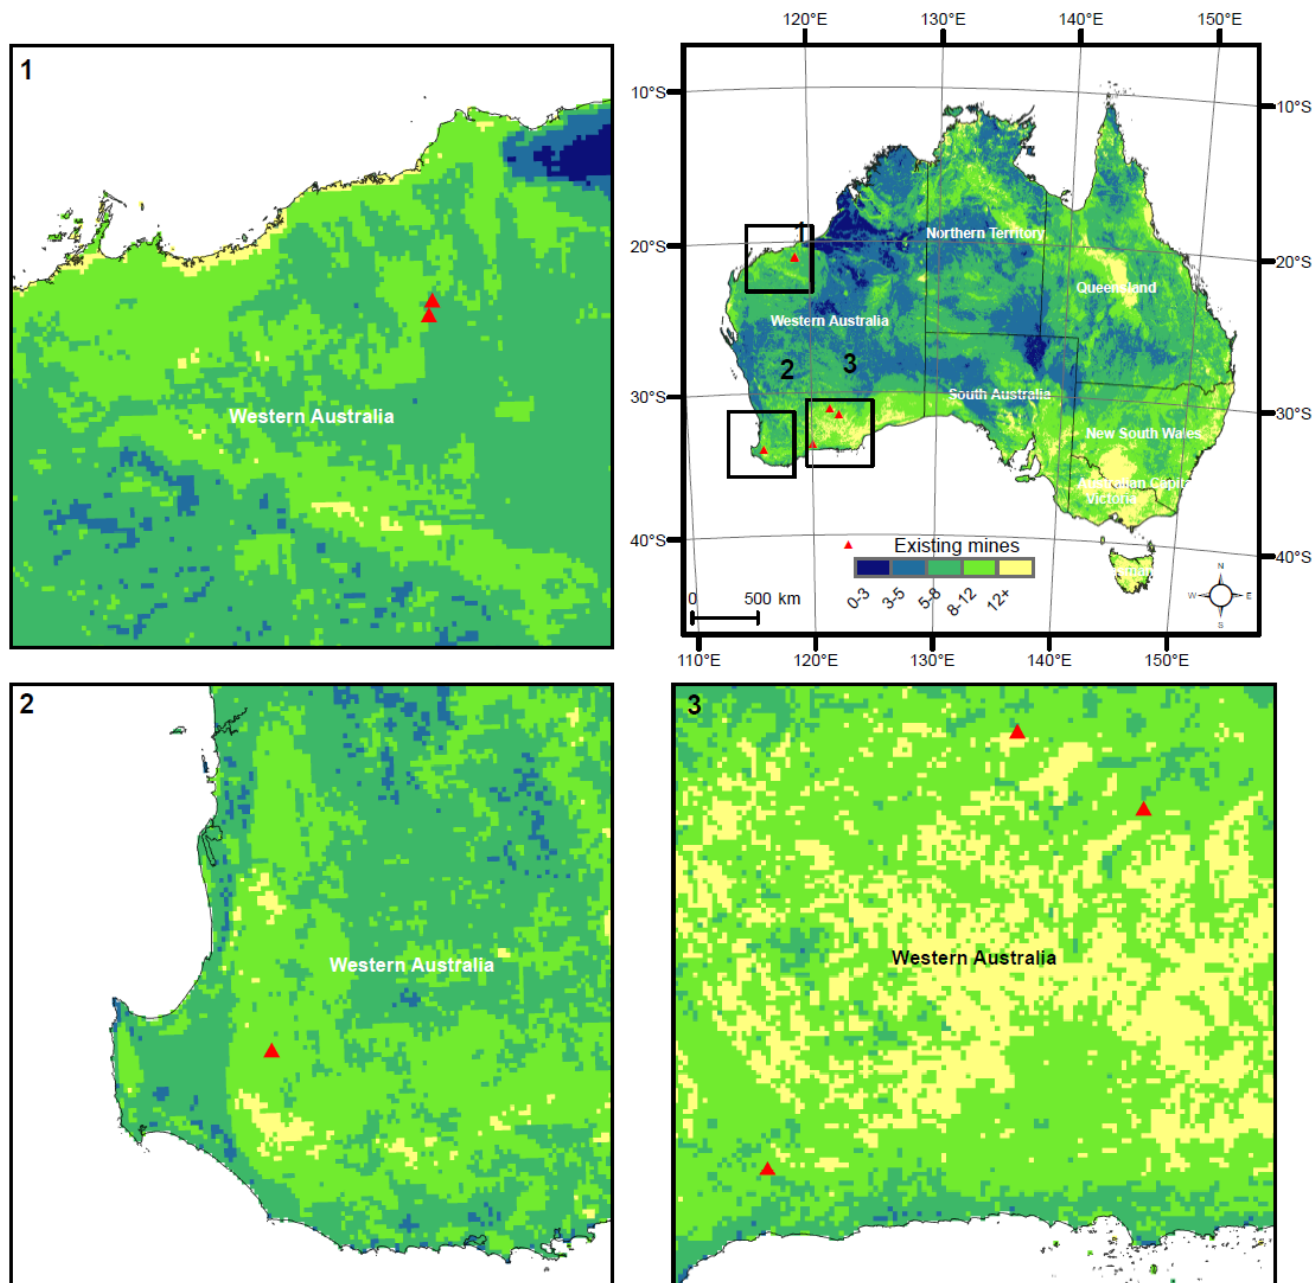 120°E 130°E 140°E 150°E
1
10°S 10°S
20°S 20°S
30°S 30°S
40°S 40°S
Northern Territory
Queensland
Western Australia
2 3
South Australia
New South Wales
Australian Capit
Victoria
Existing mines
0-3 3-5 5-8 8-12 12+
0 500 km
N
W E
S
110°E 120°E 130°E 140°E 150°E
Western Australia
2
Western Australia
3
Western Australia